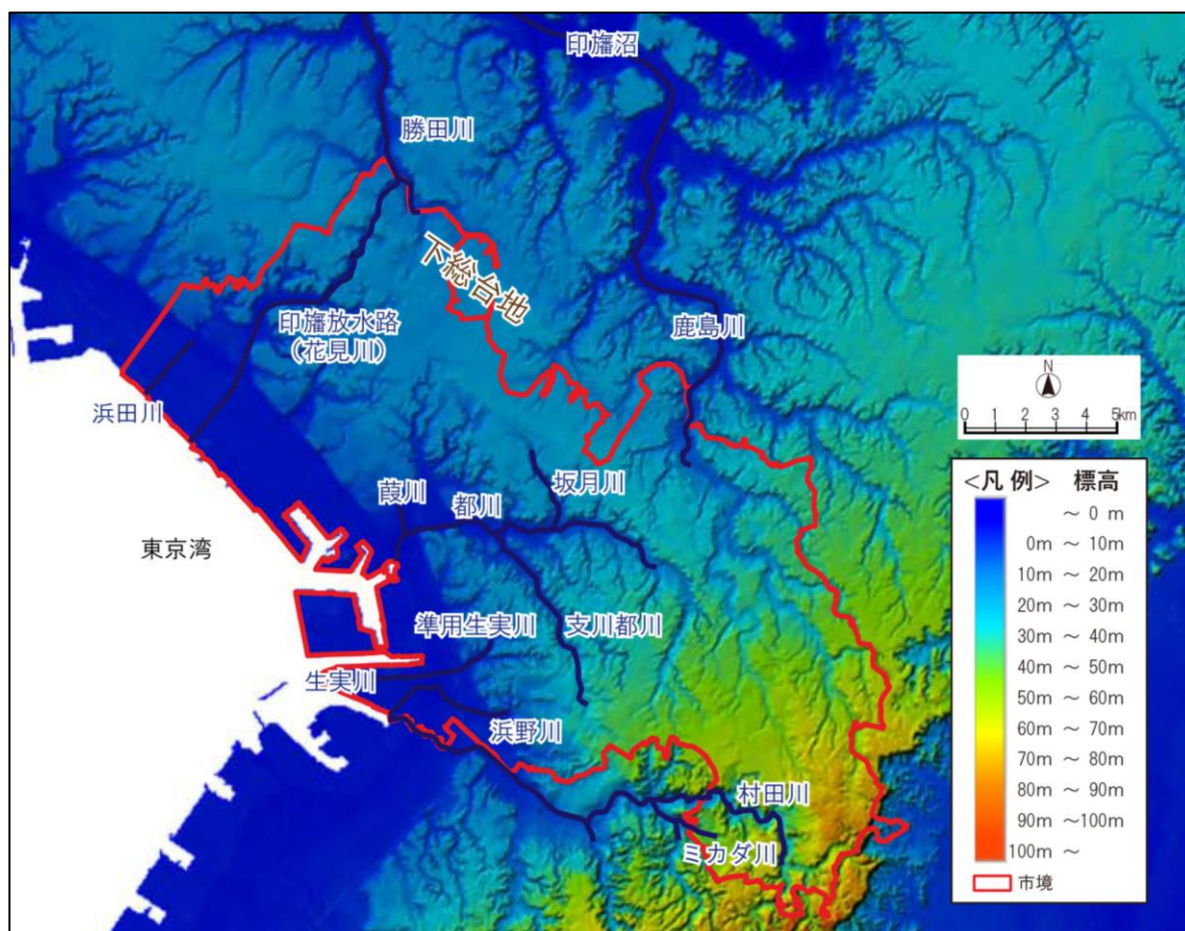 印旛沼
勝田川
下総台地
印旛放水路
(花見川)
鹿島川
浜田川
N
0 1 2 3 4 5km
葭川
都川
坂月川
東京湾
準用生実川
支川都川
生実川
浜野川
村田川
ミカダ川
<凡 例> 標高
~ 0 m
0m ~ 10m
10m ~ 20m
20m ~ 30m
30m ~ 40m
40m ~ 50m
50m ~ 60m
60m ~ 70m
70m ~ 80m
80m ~ 90m
90m ~100m
100m ~
市境